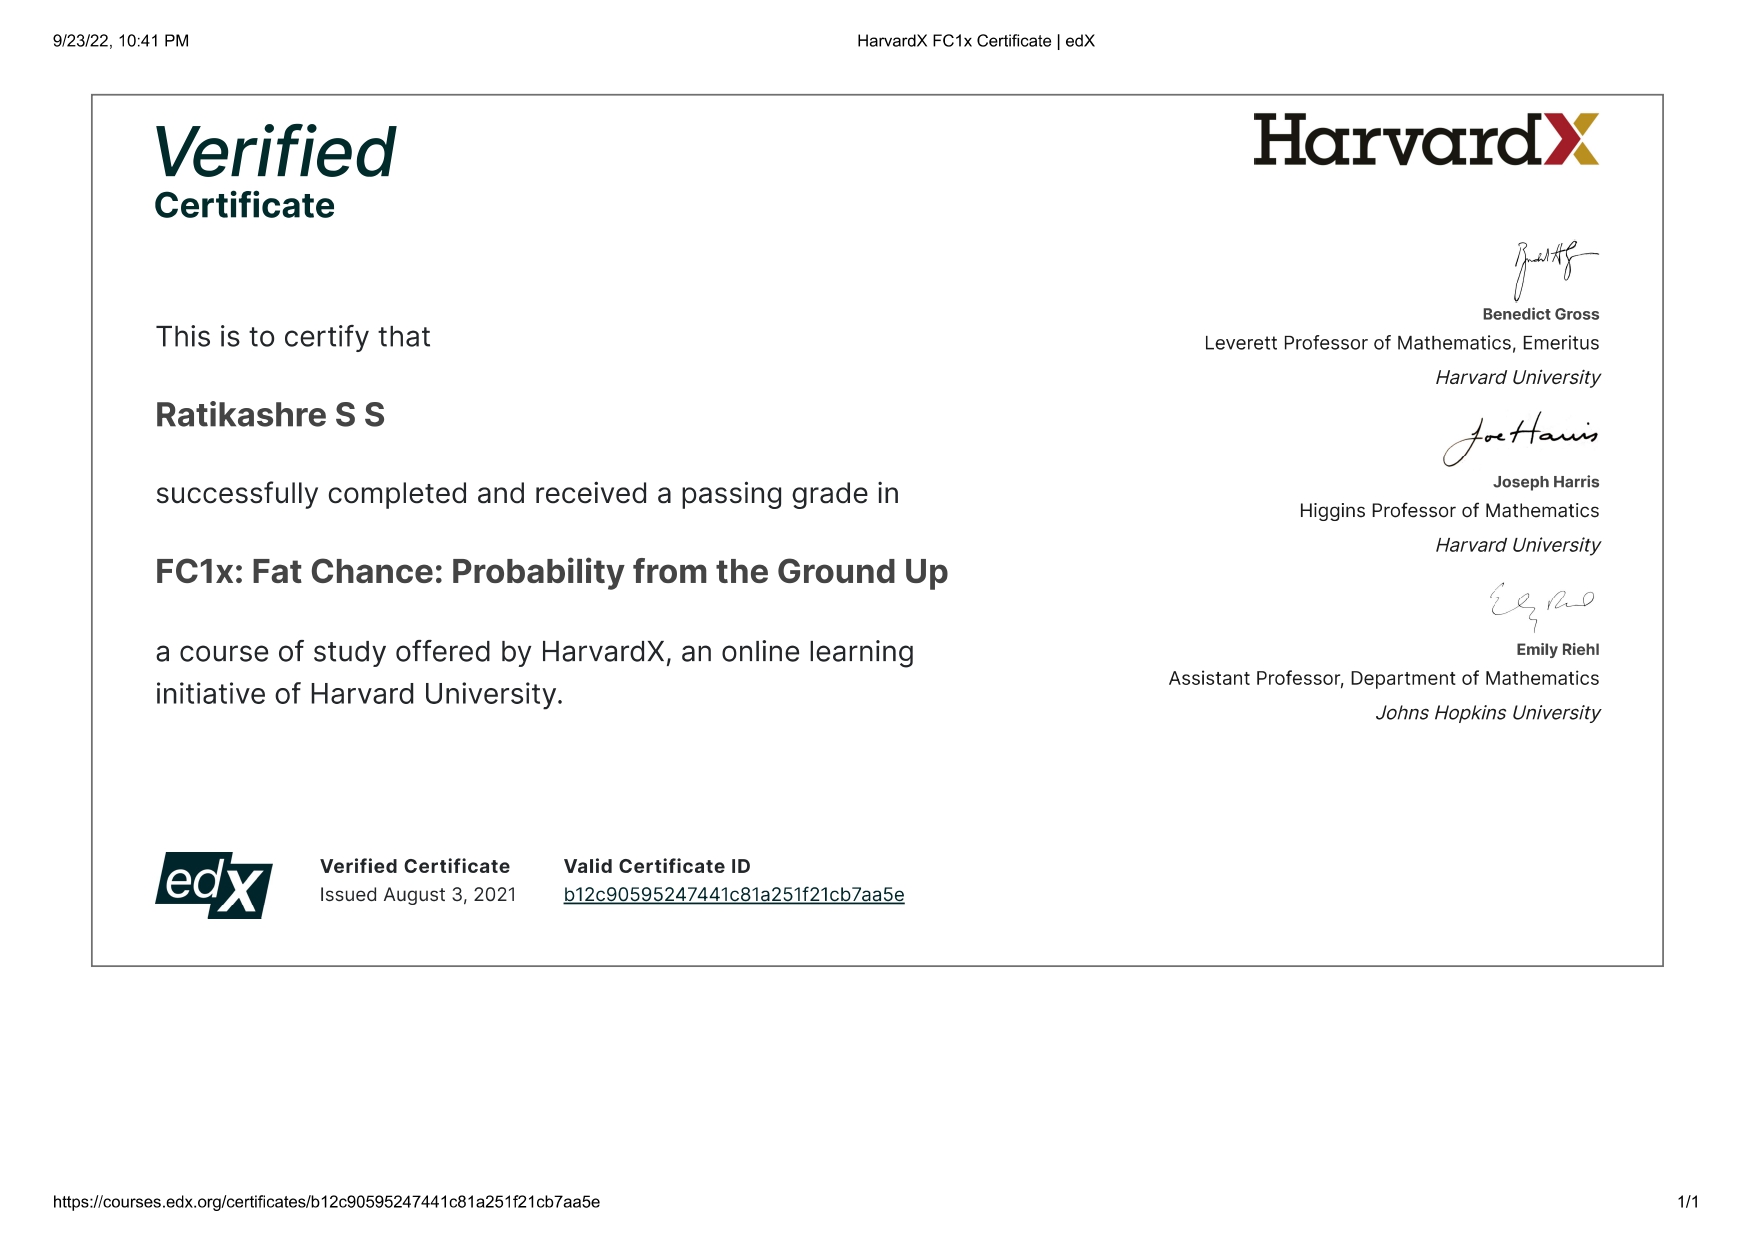 9/23/22, 10:41 PM
HarvardX FC1x Certificate | edX
Verified
Certificate
HarvardX
This is to certify that
Ratikashre S S
successfully completed and received a passing grade in
FC1x: Fat Chance: Probability from the Ground Up
a course of study offered by HarvardX, an online learning
initiative of Harvard University.
Benedict Gross
Leverett Professor of Mathematics, Emeritus
Harvard University
Joe Harris
Joseph Harris
Higgins Professor of Mathematics
Harvard University
Emily Riehl
Assistant Professor, Department of Mathematics
Johns Hopkins University
edX
Verified Certificate
Issued August 3, 2021
Valid Certificate ID
b12c90595247441c81a251f21cb7aa5e
https://courses.edx.org/certificates/b12c90595247441c81a251f21cb7aa5e
1/1